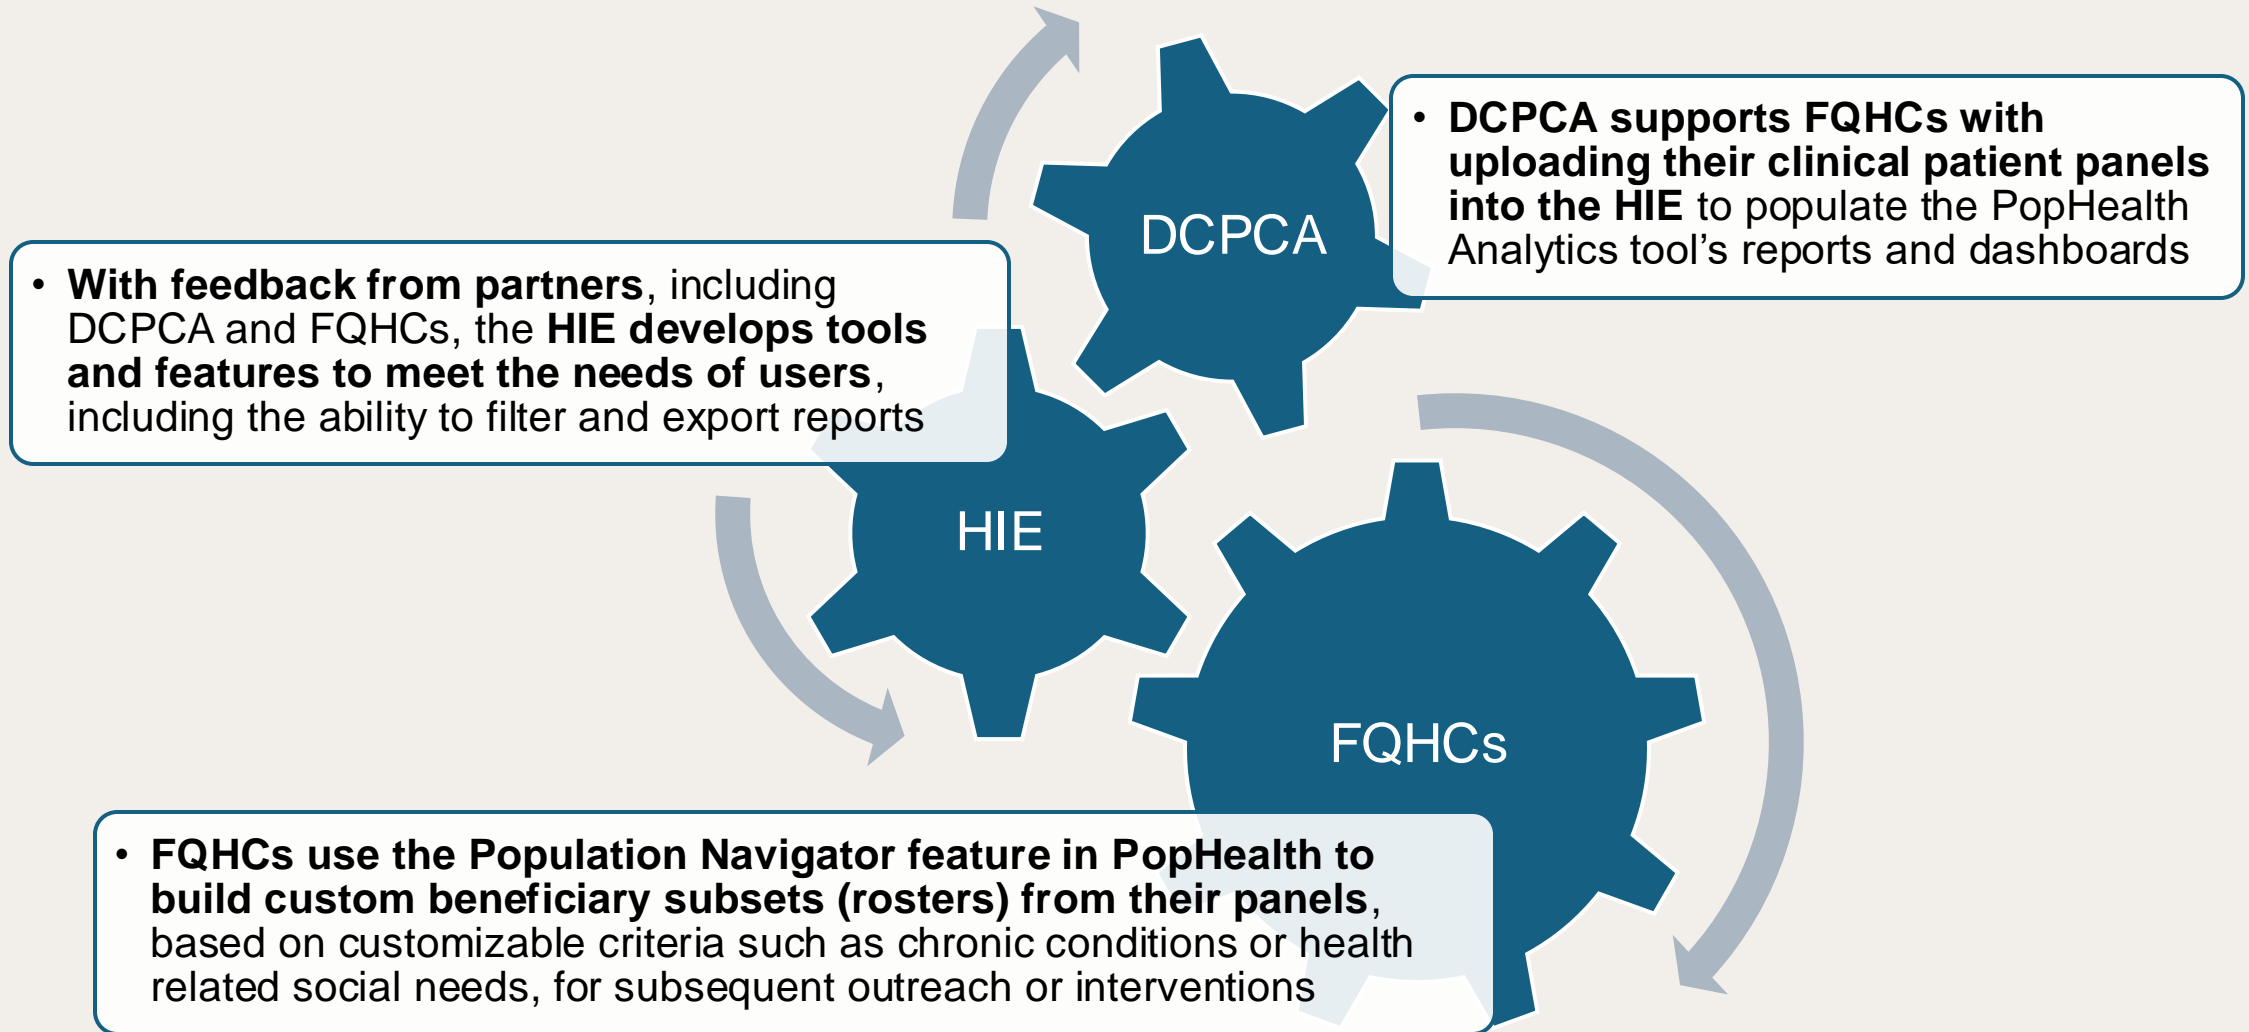 DCPCA
• DCPCA supports FQHCs with
uploading their clinical patient panels
into the HIE to populate the PopHealth
Analytics tool’s reports and dashboards
• With feedback from partners, including
DCPCA and FQHCs, the HIE develops tools
and features to meet the needs of users,
including the ability to filter and export reports
HIE
FQHCs
• FQHCs use the Population Navigator feature in PopHealth to
build custom beneficiary subsets (rosters) from their panels,
based on customizable criteria such as chronic conditions or health
related social needs, for subsequent outreach or interventions